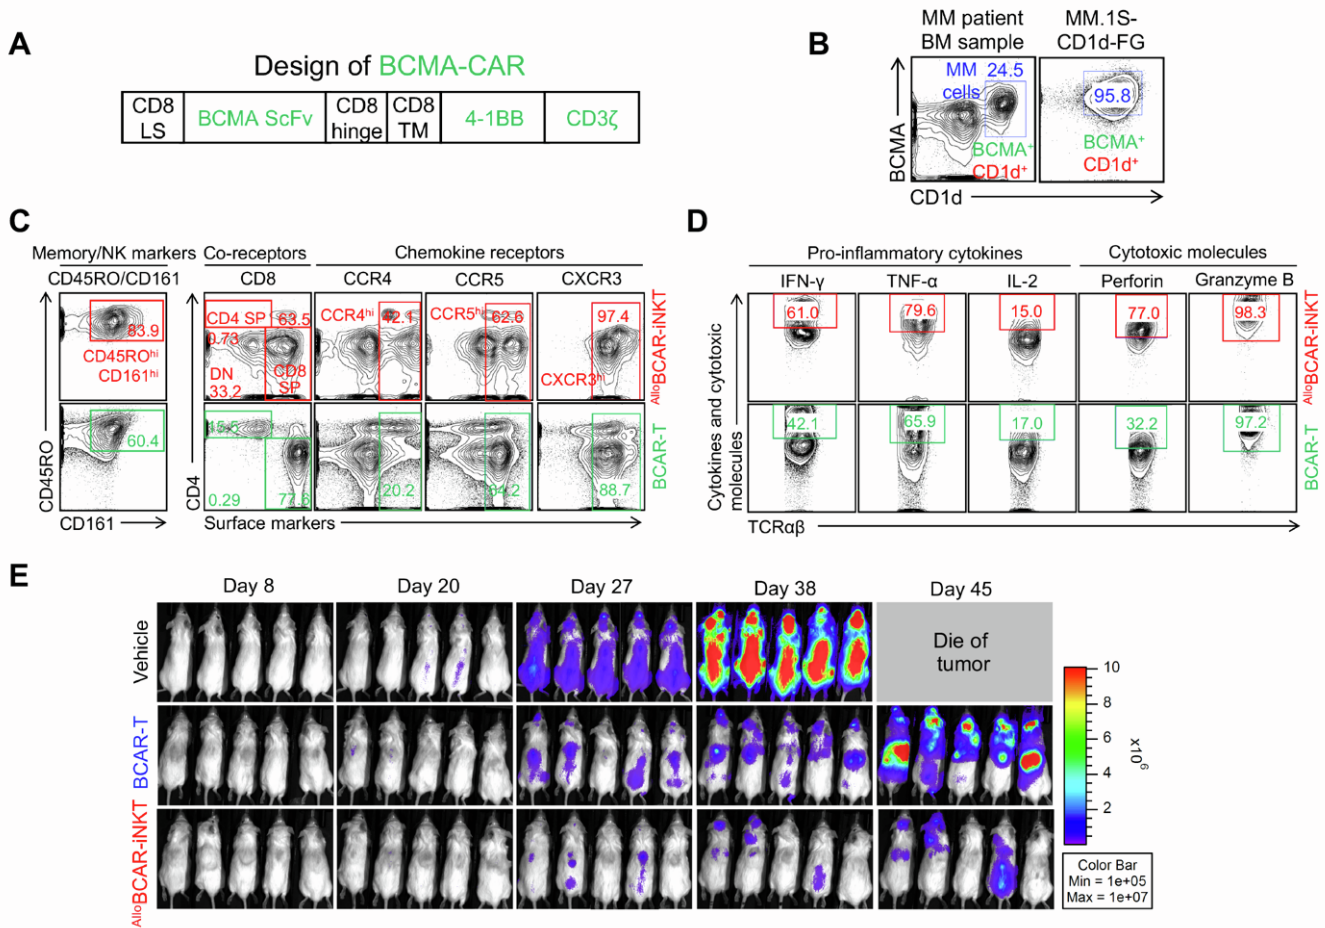 A
Design of BCMA-CAR
CD8 LS
BCMA ScFv
CD8 hinge
CD8 TM
4-1BB
CD3ζ
B
MM patient
BM sample
MM.1S-
CD1d-FG
MM cells
24.5
BCMA+
CD1d+
95.8
BCMA+
CD1d+
BCMA
CD1d
C
Memory/NK markers
Co-receptors
Chemokine receptors
CD45RO/CD161
CD8
CCR4
CCR5
CXCR3
83.9
CD45ROhi
CD161hi
CD4 SP
63.5
0.73
DN
33.2
CD8
SP
CCR4hi
42.1
CCR5hi
62.6
97.4
CXCR3hi
AlloBCAR-iNKT
60.4
0.29
77.6
20.2
88.7
BCAR-T
CD45RO
CD161
CD4
Surface markers
D
Pro-inflammatory cytokines
Cytotoxic molecules
IFN-γ
TNF-α
IL-2
Perforin
Granzyme B
61.0
79.6
15.0
77.0
98.3
AlloBCAR-iNKT
42.1
65.9
17.0
32.2
97.2
BCAR-T
Cytokines and cytotoxic
molecules
TCRαβ
E
Day 8
Day 20
Day 27
Day 38
Day 45
Vehicle
Die of
tumor
BCAR-T
AlloBCAR-iNKT
10
8
6
4
2
x10^6
Color Bar
Min = 1e+05
Max = 1e+07